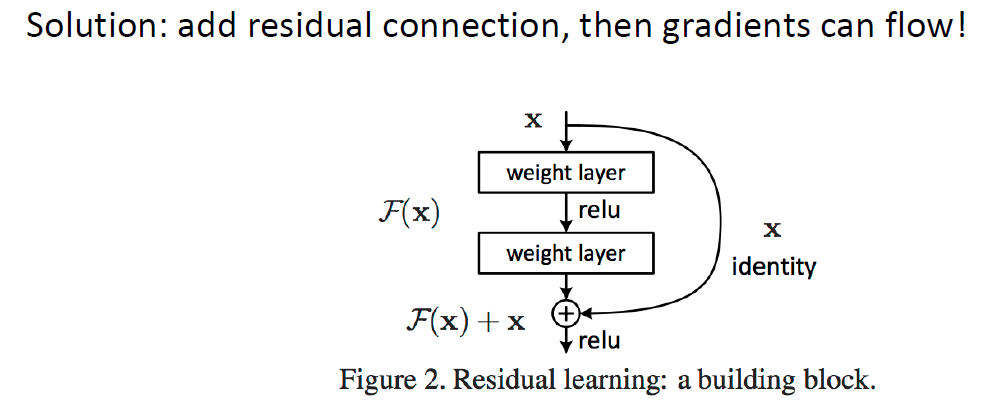 Solution: add residual connection, then gradients can flow!
x
weight layer
relu
F(x)
weight layer
x
identity
F(x) + x
+
relu
Figure 2. Residual learning: a building block.